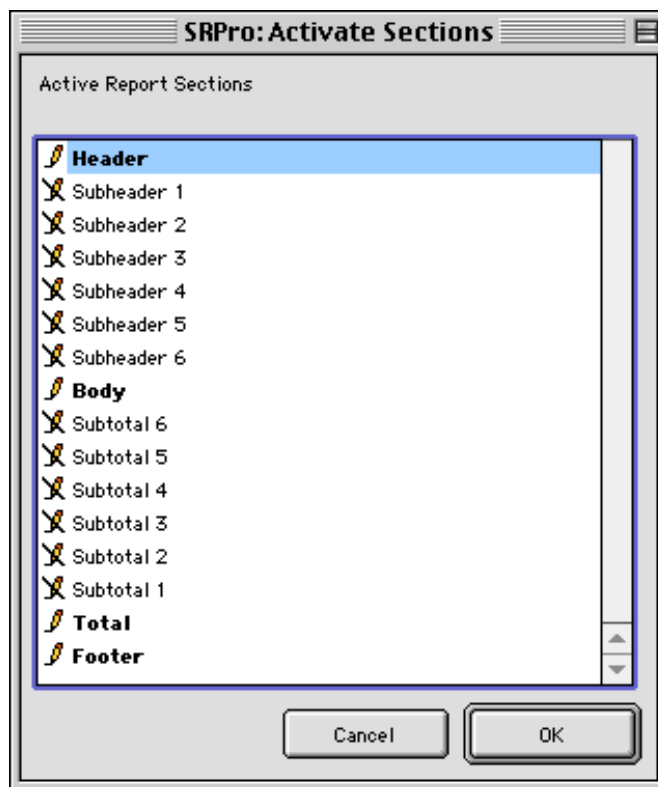 SRPro: Activate Sections
Active Report Sections
Header
Subheader 1
Subheader 2
Subheader 3
Subheader 4
Subheader 5
Subheader 6
Body
Subtotal 6
Subtotal 5
Subtotal 4
Subtotal 3
Subtotal 2
Subtotal 1
Total
Footer
Cancel OK